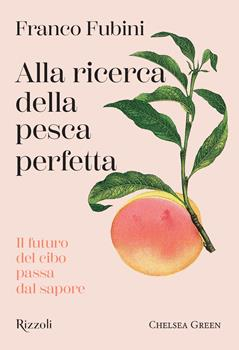 Franco Fubini
Alla ricerca
della
pesca
perfetta
Il futuro
del cibo
passa
dal sapore
Rizzoli
Chelsea Green